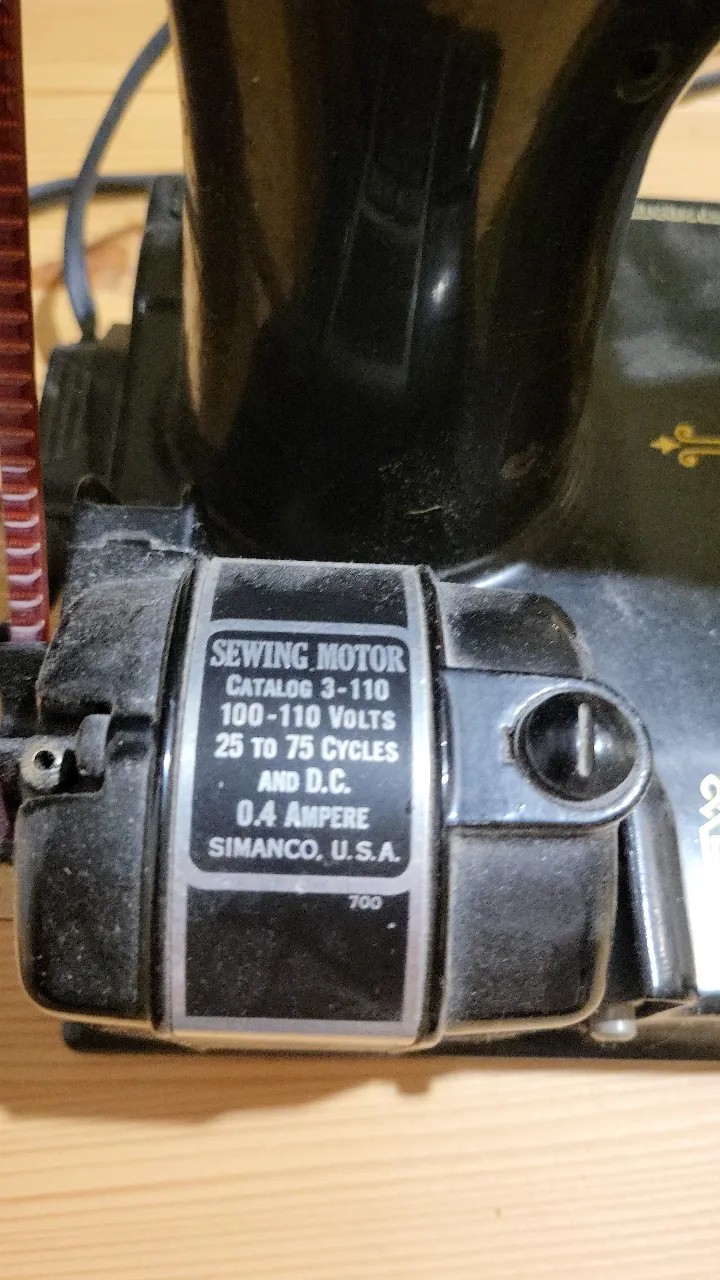 SEWING MOTOR
CATALOG 3-110
100-110 VOLTS
25 TO 75 CYCLES
AND D.C.
0.4 AMPERE
SIMANCO, U.S.A.
700